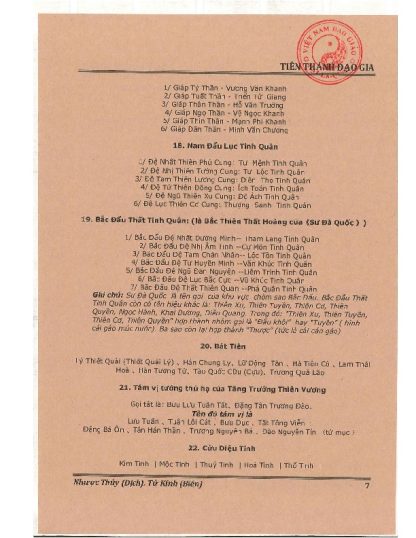 TIÊN THÁNH ĐẠO GIA
1/ Giáp Tý Thần - Vương Văn Khanh
2/ Giáp Tuất Thần - Triển Tử Giang
3/ Giáp Thân Thần - Hỗ Văn Trường
4/ Giáp Ngọ Thần - Vệ Ngọc Khanh
5/ Giáp Thìn Thần - Mạnh Phi Khanh
6/ Giáp Dần Thần - Minh Văn Chương
18. Nam Đẩu Lục Tinh Quân
1/ Đệ Nhất Thiên Phủ Cung: Tư Mệnh Tinh Quân
2/ Đệ Nhị Thiên Tướng Cung: Tư Lộc Tinh Quân
3/ Đệ Tam Thiên Lương Cung: Diên Thọ Tinh Quân
4/ Đệ Tứ Thiên Đồng Cung: Ích Toán Tinh Quân
5/ Đệ Ngũ Thiên Xu Cung: Độ Ách Tinh Quân
6/ Đệ Lục Thiên Cơ Cung: Thượng Sanh Tinh Quân
19. Bắc Đẩu Thất Tinh Quân: (là Bắc Thiên Thất Hoàng của (Sư Đà Quốc ) )
1/ Bắc Đẩu Đệ Nhất Dương Minh-- Tham Lang Tinh Quân
2/ Bắc Đẩu Đệ Nhị Âm Tinh --Cự Môn Tinh Quân
3/ Bắc Đẩu Đệ Tam Chân Nhân-- Lộc Tồn Tinh Quân
4/ Bắc Đẩu Đệ Tứ Huyền Minh --Văn Khúc Tinh Quân
5/ Bắc Đẩu Đệ Ngũ Đan Nguyên --Liêm Trinh Tinh Quân
6/ Bắc Đẩu Đệ Lục Bắc Cực --Vũ Khúc Tinh Quân
7/ Bắc Đẩu Đệ Thất Thiên Quan --Phá Quân Tinh Quân
Ghi chú: Sư Đà Quốc là tên gọi của khu vực chòm sao Bắc Đẩu. Bắc Đẩu Thất
Tinh Quân còn có tên hiệu khác là: Thiên Xu, Thiên Tuyền, Thiên Cơ, Thiên
Quyền, Ngọc Hành, Khai Dương, Diêu Quang. Trong đó: "Thiên Xu, Thiên Tuyền,
Thiên Cơ, Thiên Quyền" hợp thành nhóm gọi là "Đẩu khôi" hay "Tuyền" ( hình
cái gáo múc nước). Ba sao còn lại hợp thành "Thược" (tức là cái cán gáo)
20. Bát Tiên
Lý Thiết Quải (Thiết Quải Lý) , Hán Chung Ly, Lữ Động Tân , Hà Tiên Cô , Lam Thái
Hoà , Hàn Tương Tử, Tào Quốc Cữu (Cựu), Trương Quả Lão
21. Tám vị tướng thủ hạ của Tăng Trưởng Thiên Vương
Gọi tắt là: Bưu Lưu Tuân Tất, Đặng Tân Trương Đào.
Tên đó tám vị là
Lưu Tuấn , Tuân Lôi Cát , Bưu Dục , Tất Tông Viễn
Đặng Bá Ôn , Tân Hán Thần , Trương Nguyên Bá , Đào Nguyên Tín (từ mục )
22. Cửu Diệu Tinh
Kim Tinh | Mộc Tinh | Thuỷ Tinh | Hoả Tinh | Thổ Tinh
Nhược Thủy (Dịch). Từ Kính (Biên)
7